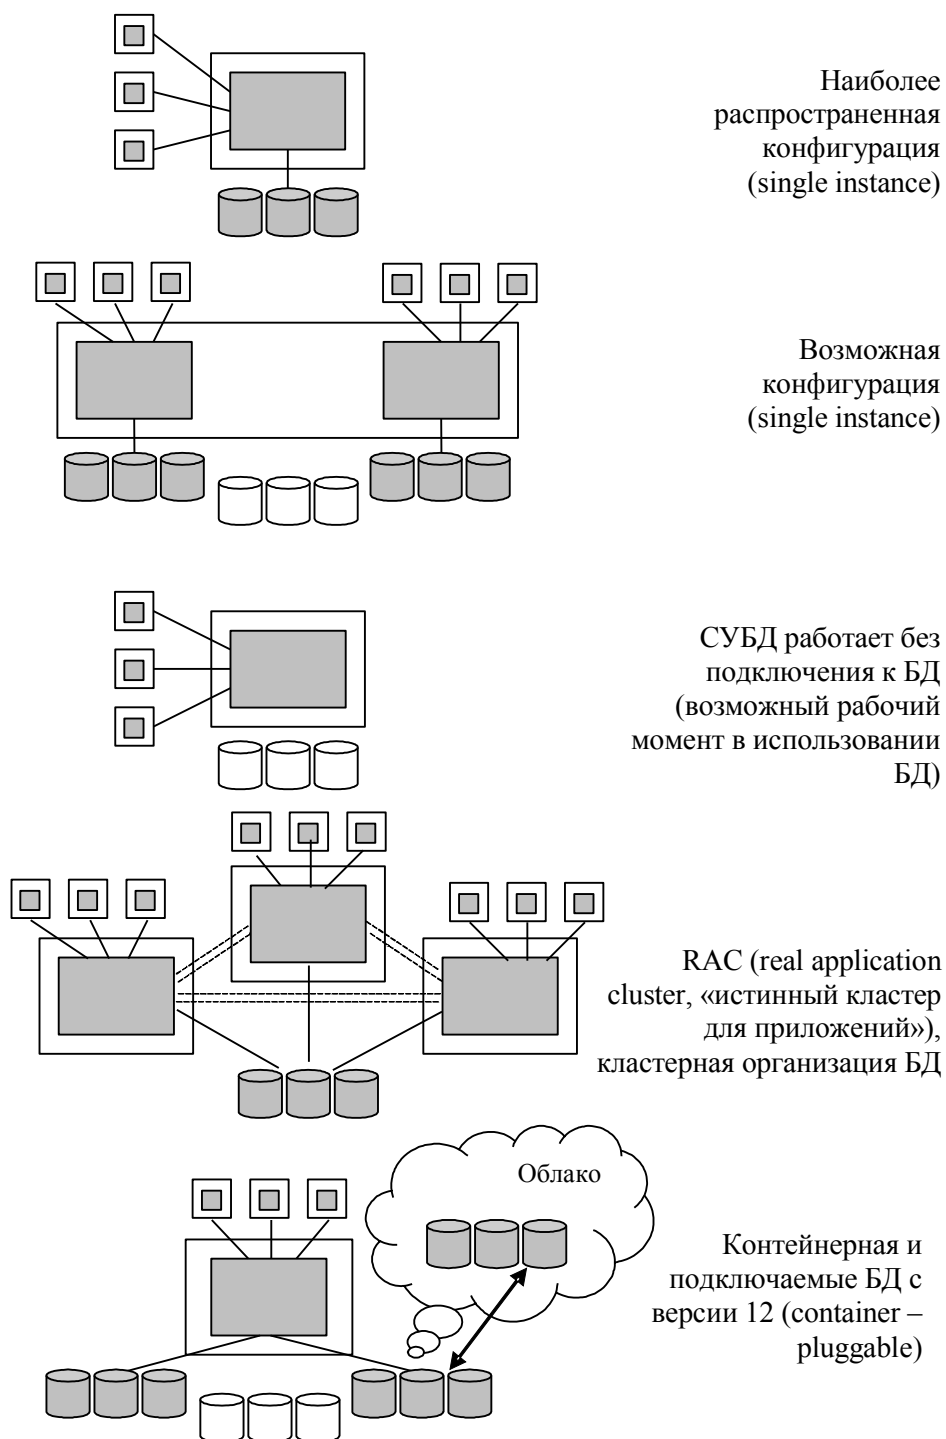 Наиболее
распространенная
конфигурация
(single instance)
Возможная
конфигурация
(single instance)
СУБД работает без
подключения к БД
(возможный рабочий
момент в использовании
БД)
RAC (real application
cluster, «истинный кластер
для приложений»),
кластерная организация БД
Облако
Контейнерная и
подключаемые БД с
версии 12 (container –
pluggable)